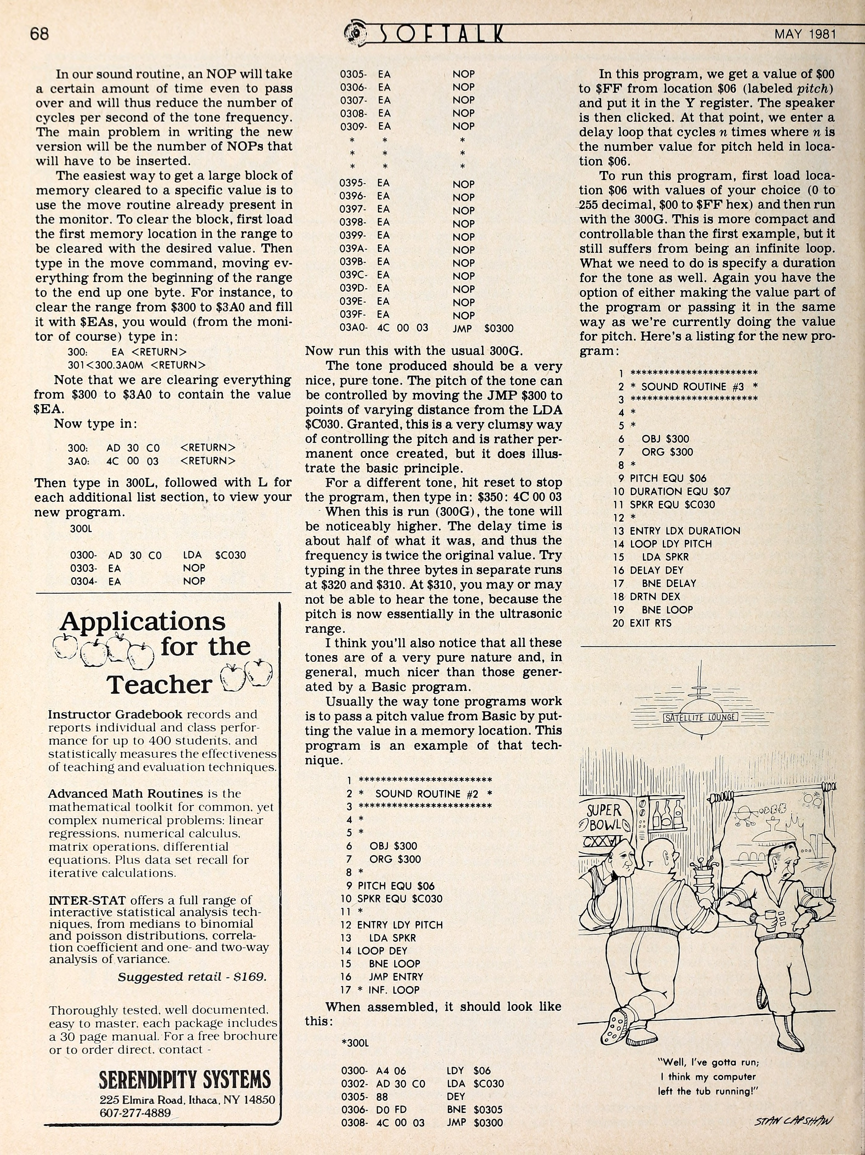 68
SOFTALK
MAY 1981
In our sound routine, an NOP will take
a certain amount of time even to pass
over and will thus reduce the number of
cycles per second of the tone frequency.
The main problem in writing the new
version will be the number of NOPs that
will have to be inserted.
The easiest way to get a large block of
memory cleared to a specific value is to
use the move routine already present in
the monitor. To clear the block, first load
the first memory location in the range to
be cleared with the desired value. Then
type in the move command, moving ev-
erything from the beginning of the range
to the end up one byte. For instance, to
clear the range from $300 to $3A0 and fill
it with $EAs, you would (from the moni-
tor of course) type in:
300: EA <RETURN>
301<300.3A0M <RETURN>
Note that we are clearing everything
from $300 to $3A0 to contain the value
$EA.
Now type in:
300: AD 30 C0 <RETURN>
3A0: 4C 00 03 <RETURN>
Then type in 300L, followed with L for
each additional list section, to view your
new program.
300L
0300- AD 30 C0 LDA $C030
0303- EA NOP
0304- EA NOP
Applications
for the
Teacher
Instructor Gradebook records and
reports individual and class perfor-
mance for up to 400 students, and
statistically measures the effectiveness
of teaching and evaluation techniques.
Advanced Math Routines is the
mathematical toolkit for common, yet
complex numerical problems: linear
regressions, numerical calculus,
matrix operations, differential
equations. Plus data set recall for
iterative calculations.
INTER-STAT offers a full range of
interactive statistical analysis tech-
niques, from medians to binomial
and poisson distributions, correla-
tion coefficient and one- and two-way
analysis of variance.
Suggested retail - $169.
Thoroughly tested, well documented,
easy to master, each package includes
a 30 page manual. For a free brochure
or to order direct, contact -
SERENDIPITY SYSTEMS
225 Elmira Road, Ithaca, NY 14850
607-277-4889
0305- EA NOP
0306- EA NOP
0307- EA NOP
0308- EA NOP
0309- EA NOP
* * *
* * *
* * *
0395- EA NOP
0396- EA NOP
0397- EA NOP
0398- EA NOP
0399- EA NOP
039A- EA NOP
039B- EA NOP
039C- EA NOP
039D- EA NOP
039E- EA NOP
039F- EA NOP
03A0- 4C 00 03 JMP $0300
Now run this with the usual 300G.
The tone produced should be a very
nice, pure tone. The pitch of the tone can
be controlled by moving the JMP $300 to
points of varying distance from the LDA
$C030. Granted, this is a very clumsy way
of controlling the pitch and is rather per-
manent once created, but it does illus-
trate the basic principle.
For a different tone, hit reset to stop
the program, then type in: $350: 4C 00 03
When this is run (300G), the tone will
be noticeably higher. The delay time is
about half of what it was, and thus the
frequency is twice the original value. Try
typing in the three bytes in separate runs
at $320 and $310. At $310, you may or may
not be able to hear the tone, because the
pitch is now essentially in the ultrasonic
range.
I think you'll also notice that all these
tones are of a very pure nature and, in
general, much nicer than those gener-
ated by a Basic program.
Usually the way tone programs work
is to pass a pitch value from Basic by put-
ting the value in a memory location. This
program is an example of that tech-
nique.
1 ***********************
2 * SOUND ROUTINE #2 *
3 ***********************
4 *
5 *
6 OBJ $300
7 ORG $300
8 *
9 PITCH EQU $06
10 SPKR EQU $C030
11 *
12 ENTRY LDY PITCH
13 LDA SPKR
14 LOOP DEY
15 BNE LOOP
16 JMP ENTRY
17 * INF. LOOP
When assembled, it should look like
this:
*300L
0300- A4 06 LDY $06
0302- AD 30 C0 LDA $C030
0305- 88 DEY
0306- D0 FD BNE $0305
0308- 4C 00 03 JMP $0300
In this program, we get a value of $00
to $FF from location $06 (labeled pitch)
and put it in the Y register. The speaker
is then clicked. At that point, we enter a
delay loop that cycles n times where n is
the number value for pitch held in loca-
tion $06.
To run this program, first load loca-
tion $06 with values of your choice (0 to
255 decimal, $00 to $FF hex) and then run
with the 300G. This is more compact and
controllable than the first example, but it
still suffers from being an infinite loop.
What we need to do is specify a duration
for the tone as well. Again you have the
option of either making the value part of
the program or passing it in the same
way as we're currently doing the value
for pitch. Here's a listing for the new pro-
gram:
1 **********************
2 * SOUND ROUTINE #3 *
3 **********************
4 *
5 *
6 OBJ $300
7 ORG $300
8 *
9 PITCH EQU $06
10 DURATION EQU $07
11 SPKR EQU $C030
12 *
13 ENTRY LDX DURATION
14 LOOP LDY PITCH
15 LDA SPKR
16 DELAY DEY
17 BNE DELAY
18 DRTN DEX
19 BNE LOOP
20 EXIT RTS
SATELLITE LOUNGE
SUPER
BOWL
CXXVI
"Well, I've gotta run;
I think my computer
left the tub running!"
STAN CAPSHAW